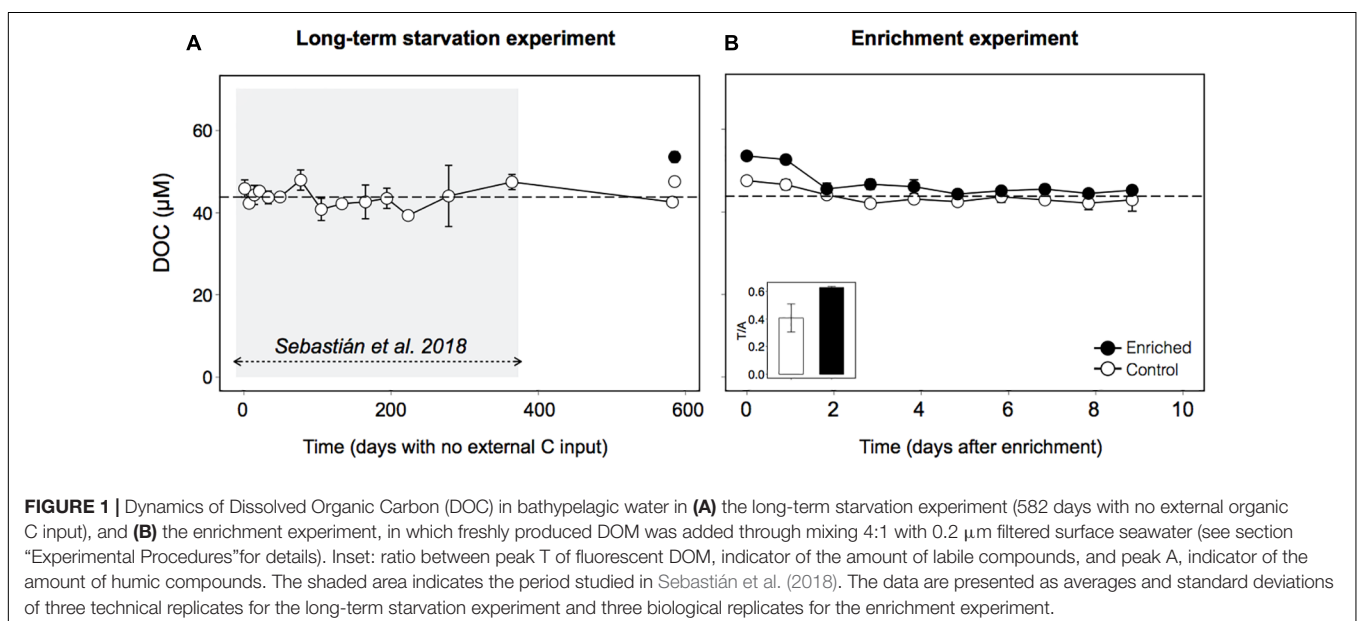 A
Long-term starvation experiment
B
Enrichment experiment
DOC (μM)
60
40
20
0
Sebastián et al. 2018
0
200
400
600
Time (days with no external C input)
T/A
0.6
0.4
0.2
0.0
Enriched
Control
0
2
4
6
8
10
Time (days after enrichment)
FIGURE 1 | Dynamics of Dissolved Organic Carbon (DOC) in bathypelagic water in (A) the long-term starvation experiment (582 days with no external organic
C input), and (B) the enrichment experiment, in which freshly produced DOM was added through mixing 4:1 with 0.2 μm filtered surface seawater (see section
“Experimental Procedures”for details). Inset: ratio between peak T of fluorescent DOM, indicator of the amount of labile compounds, and peak A, indicator of the
amount of humic compounds. The shaded area indicates the period studied in Sebastián et al. (2018). The data are presented as averages and standard deviations
of three technical replicates for the long-term starvation experiment and three biological replicates for the enrichment experiment.